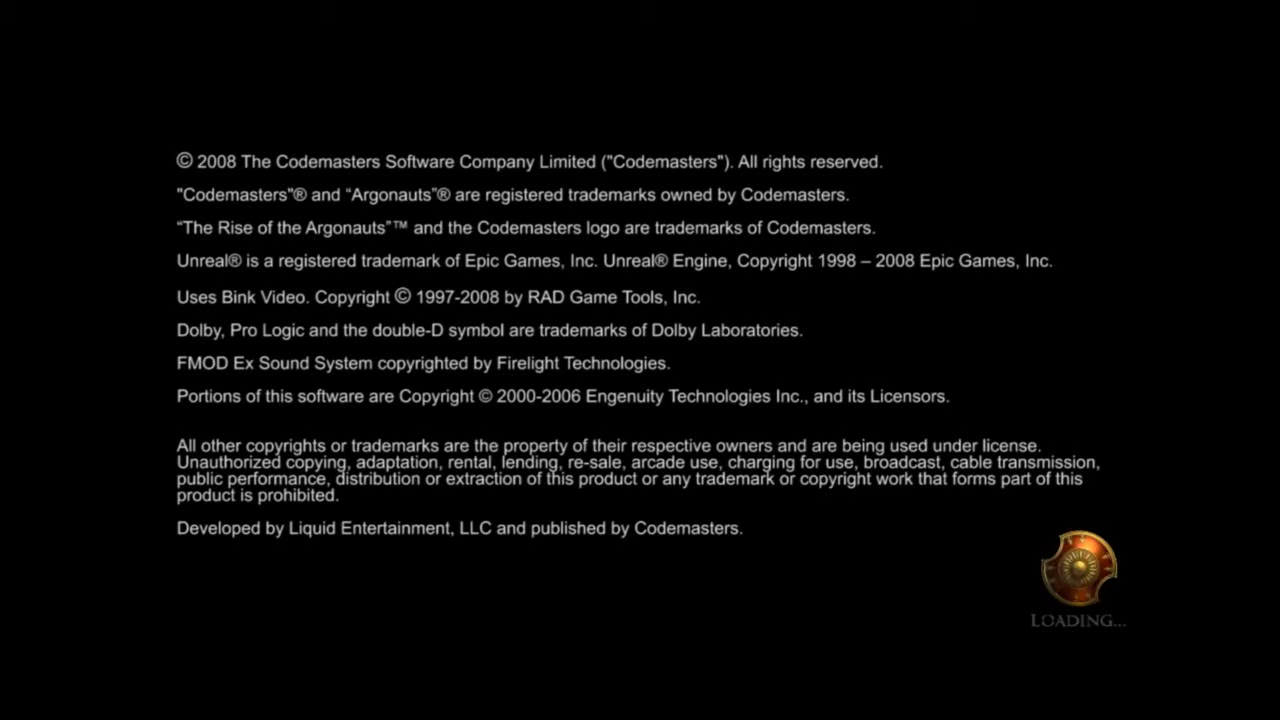 © 2008 The Codemasters Software Company Limited ("Codemasters"). All rights reserved.
"Codemasters"® and “Argonauts”® are registered trademarks owned by Codemasters.
“The Rise of the Argonauts”™ and the Codemasters logo are trademarks of Codemasters.
Unreal® is a registered trademark of Epic Games, Inc. Unreal® Engine, Copyright 1998 – 2008 Epic Games, Inc.
Uses Bink Video. Copyright © 1997-2008 by RAD Game Tools, Inc.
Dolby, Pro Logic and the double-D symbol are trademarks of Dolby Laboratories.
FMOD Ex Sound System copyrighted by Firelight Technologies.
Portions of this software are Copyright © 2000-2006 Engenuity Technologies Inc., and its Licensors.
All other copyrights or trademarks are the property of their respective owners and are being used under license.
Unauthorized copying, adaptation, rental, lending, re-sale, arcade use, charging for use, broadcast, cable transmission,
public performance, distribution or extraction of this product or any trademark or copyright work that forms part of this
product is prohibited.
Developed by Liquid Entertainment, LLC and published by Codemasters.
LOADING...